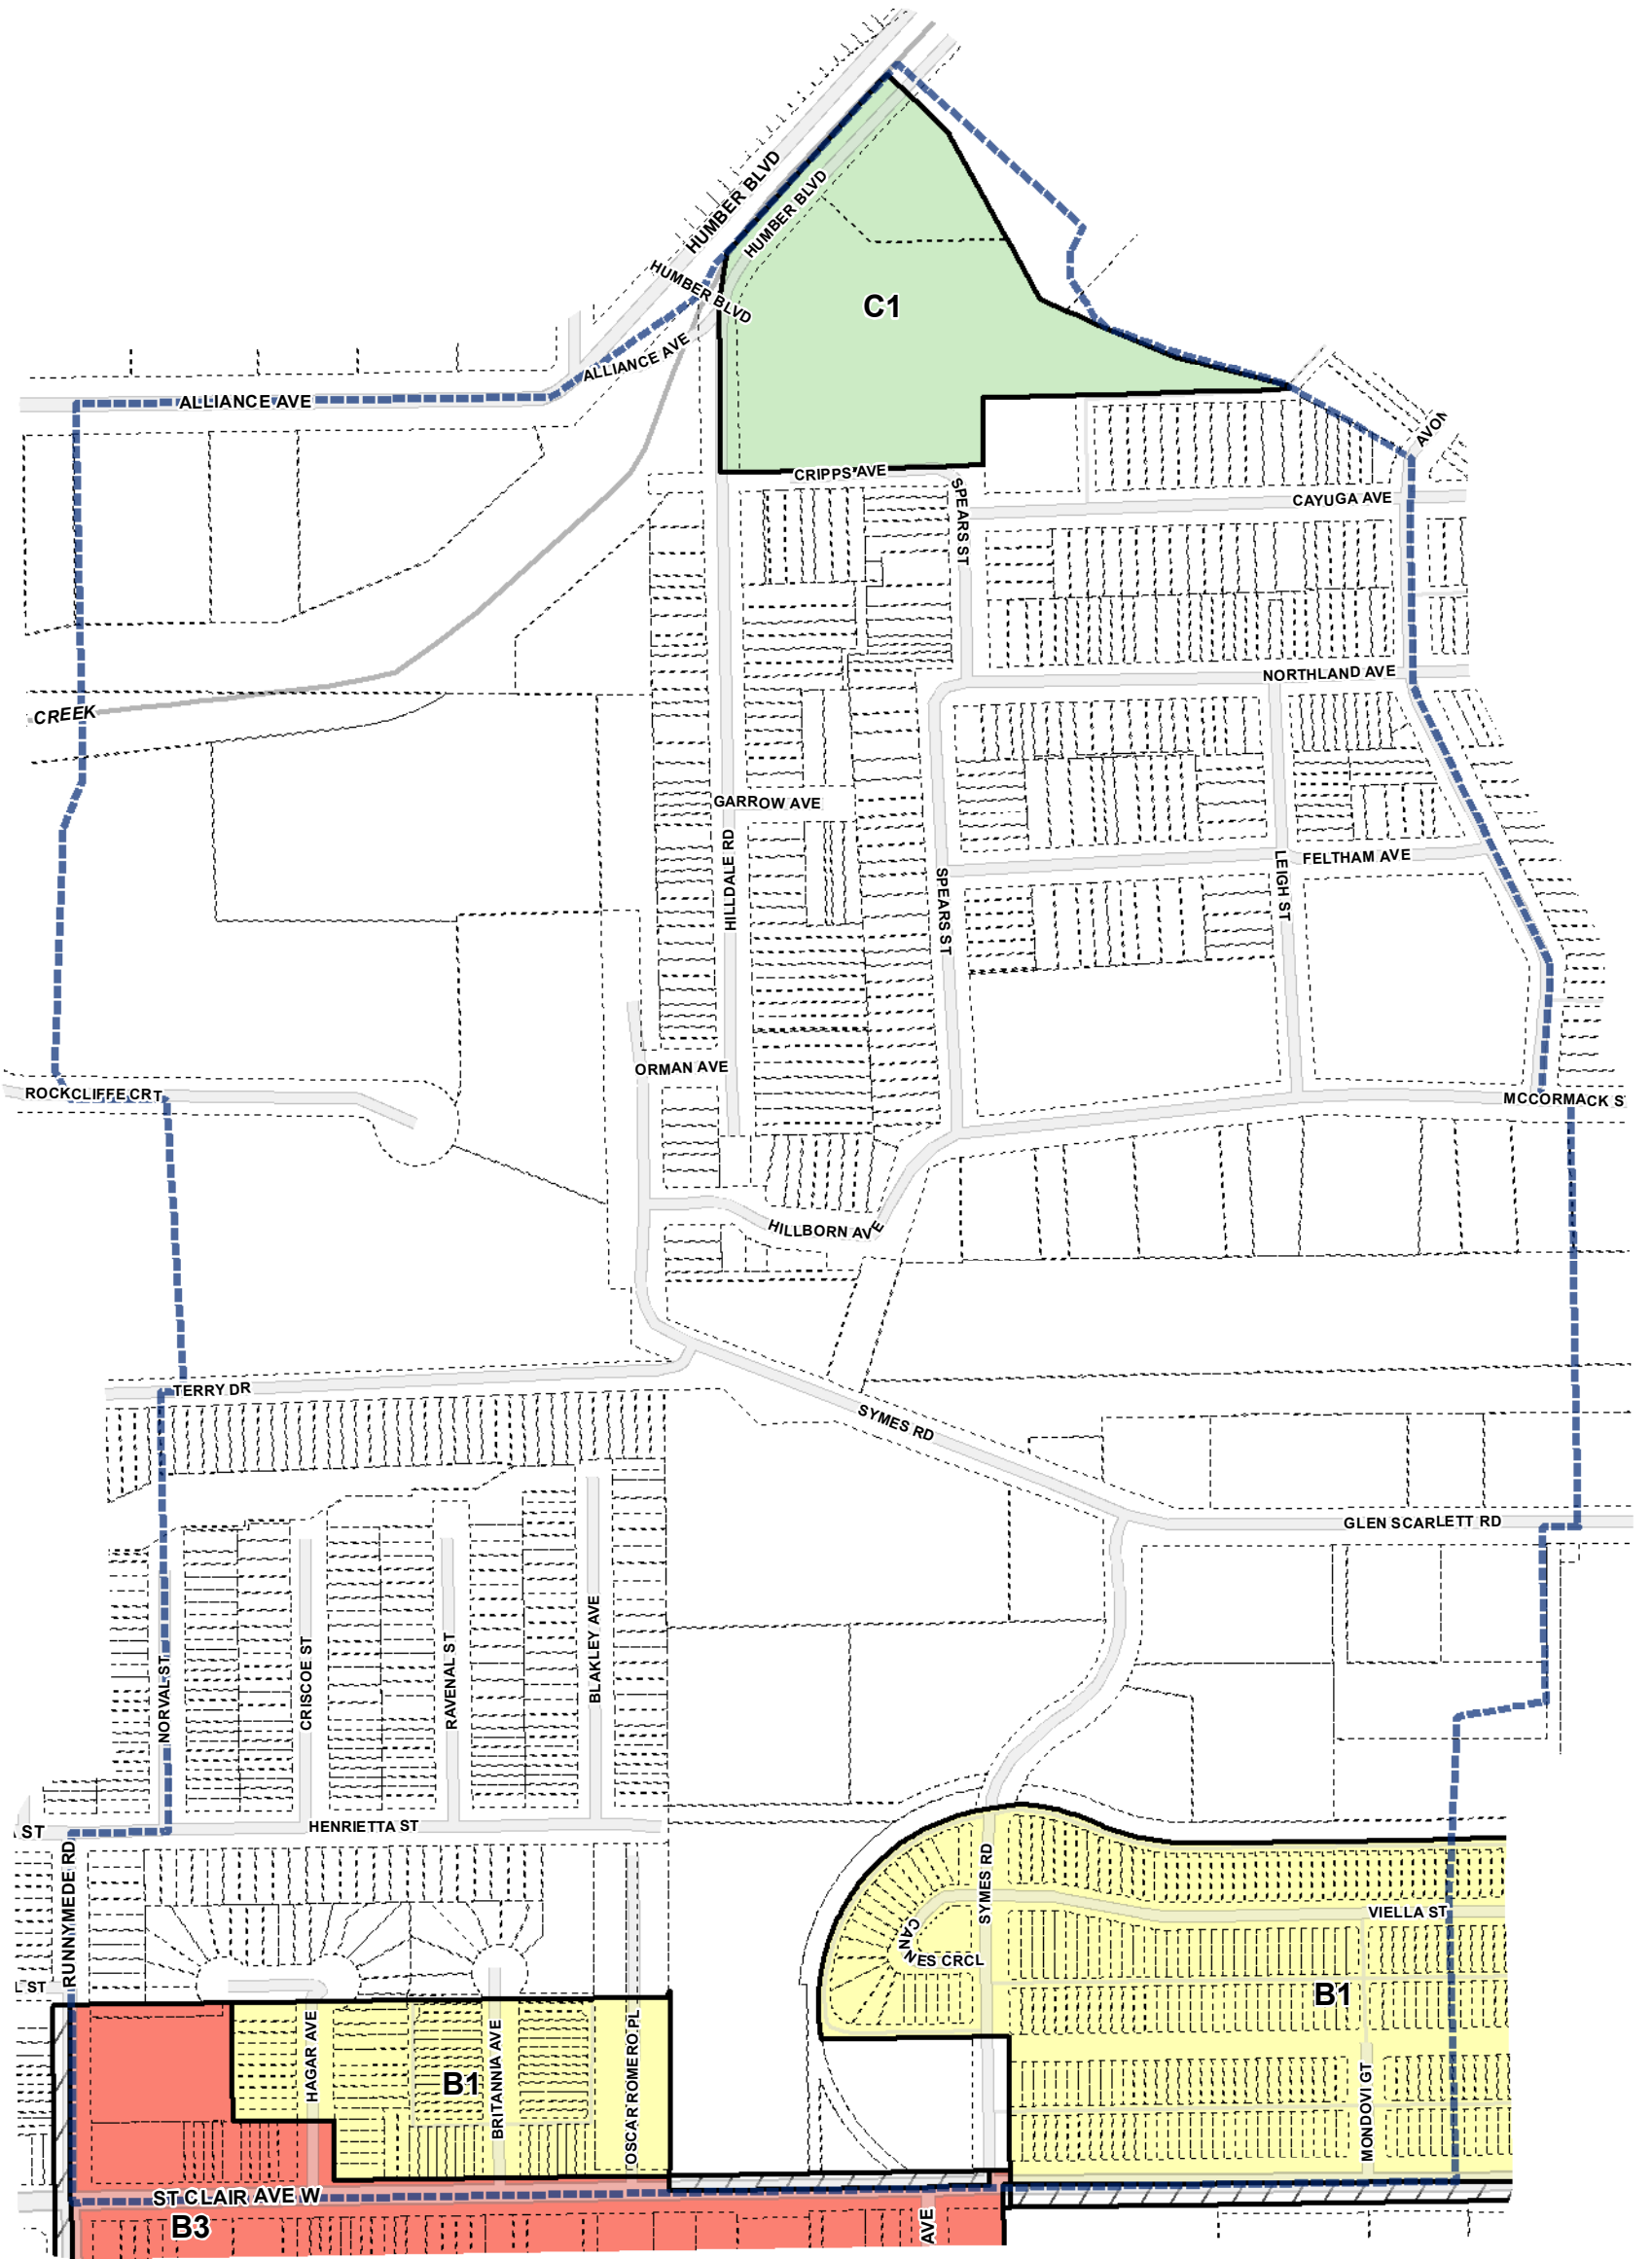 HUMBER BLVD
HUMBER BLVD
HUMBER BLVD
C1
ALLIANCE AVE
ALLIANCE AVE
AVON
CRIPPS AVE
SPEARS ST
CAYUGA AVE
NORTHLAND AVE
CREEK
GARROW AVE
HILLDALE RD
FELTHAM AVE
LEIGH ST
SPEARS ST
ORMAN AVE
ROCKCLIFFE CRT
MCCORMACK S
HILLBORN AVE
TERRY DR
SYMES RD
GLEN SCARLETT RD
NORVAL ST
CRISCOE ST
RAVENAL ST
BLAKLEY AVE
ST
HENRIETTA ST
RUNNYMEDE RD
SYMES RD
VIELLA ST
CANNES CRCL
L ST
B1
HAGAR AVE
B1
BRITANNIA AVE
OSCAR ROMERO PL
MONDOVI GT
ST CLAIR AVE W
B3
AVE